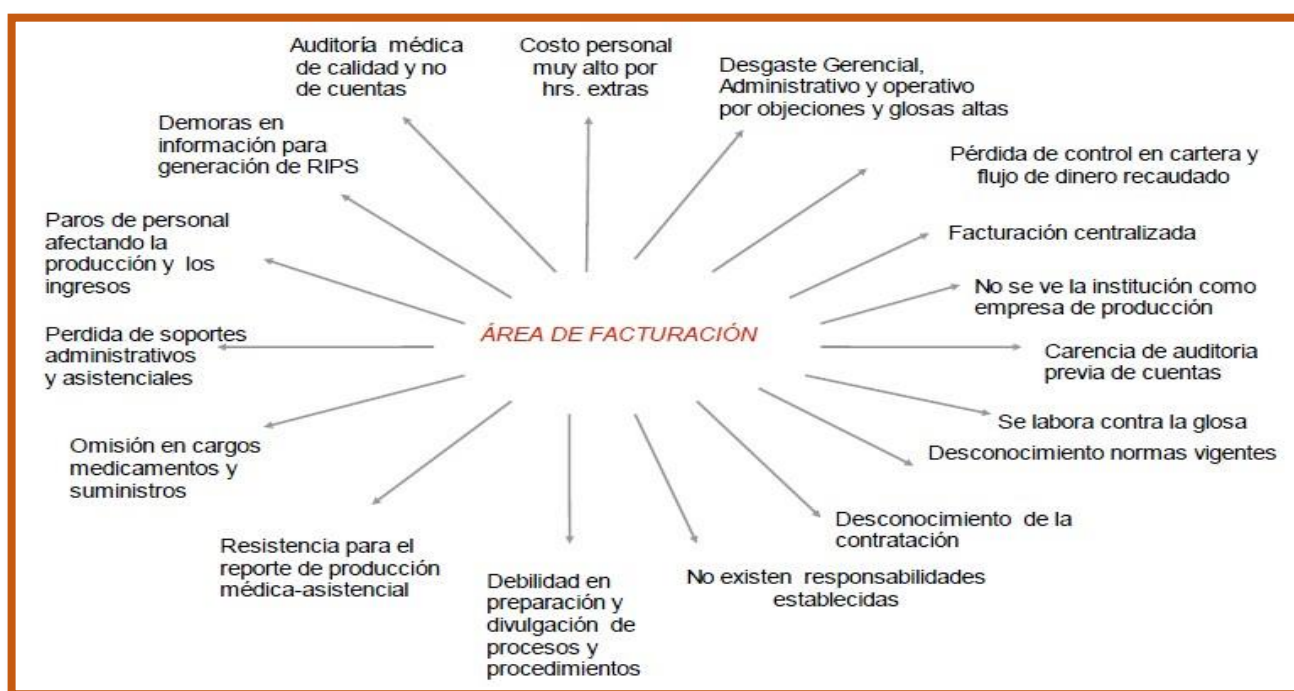 Auditoría médica
de calidad y no
de cuentas
Costo personal
muy alto por
hrs. extras
Desgaste Gerencial,
Administrativo y operativo
por objeciones y glosas altas
Demoras en
información para
generación de RIPS
Pérdida de control en cartera y
flujo de dinero recaudado
Paros de personal
afectando la
producción y los
ingresos
Facturación centralizada
No se ve la institución como
empresa de producción
ÁREA DE FACTURACIÓN
Perdida de soportes
administrativos
y asistenciales
Carencia de auditoria
previa de cuentas
Se labora contra la glosa
Omisión en cargos
medicamentos y
suministros
Desconocimiento normas vigentes
Desconocimiento de la
contratación
Resistencia para el
reporte de producción
médica-asistencial
Debilidad en
preparación y
divulgación de
procesos y
procedimientos
No existen responsabilidades
establecidas